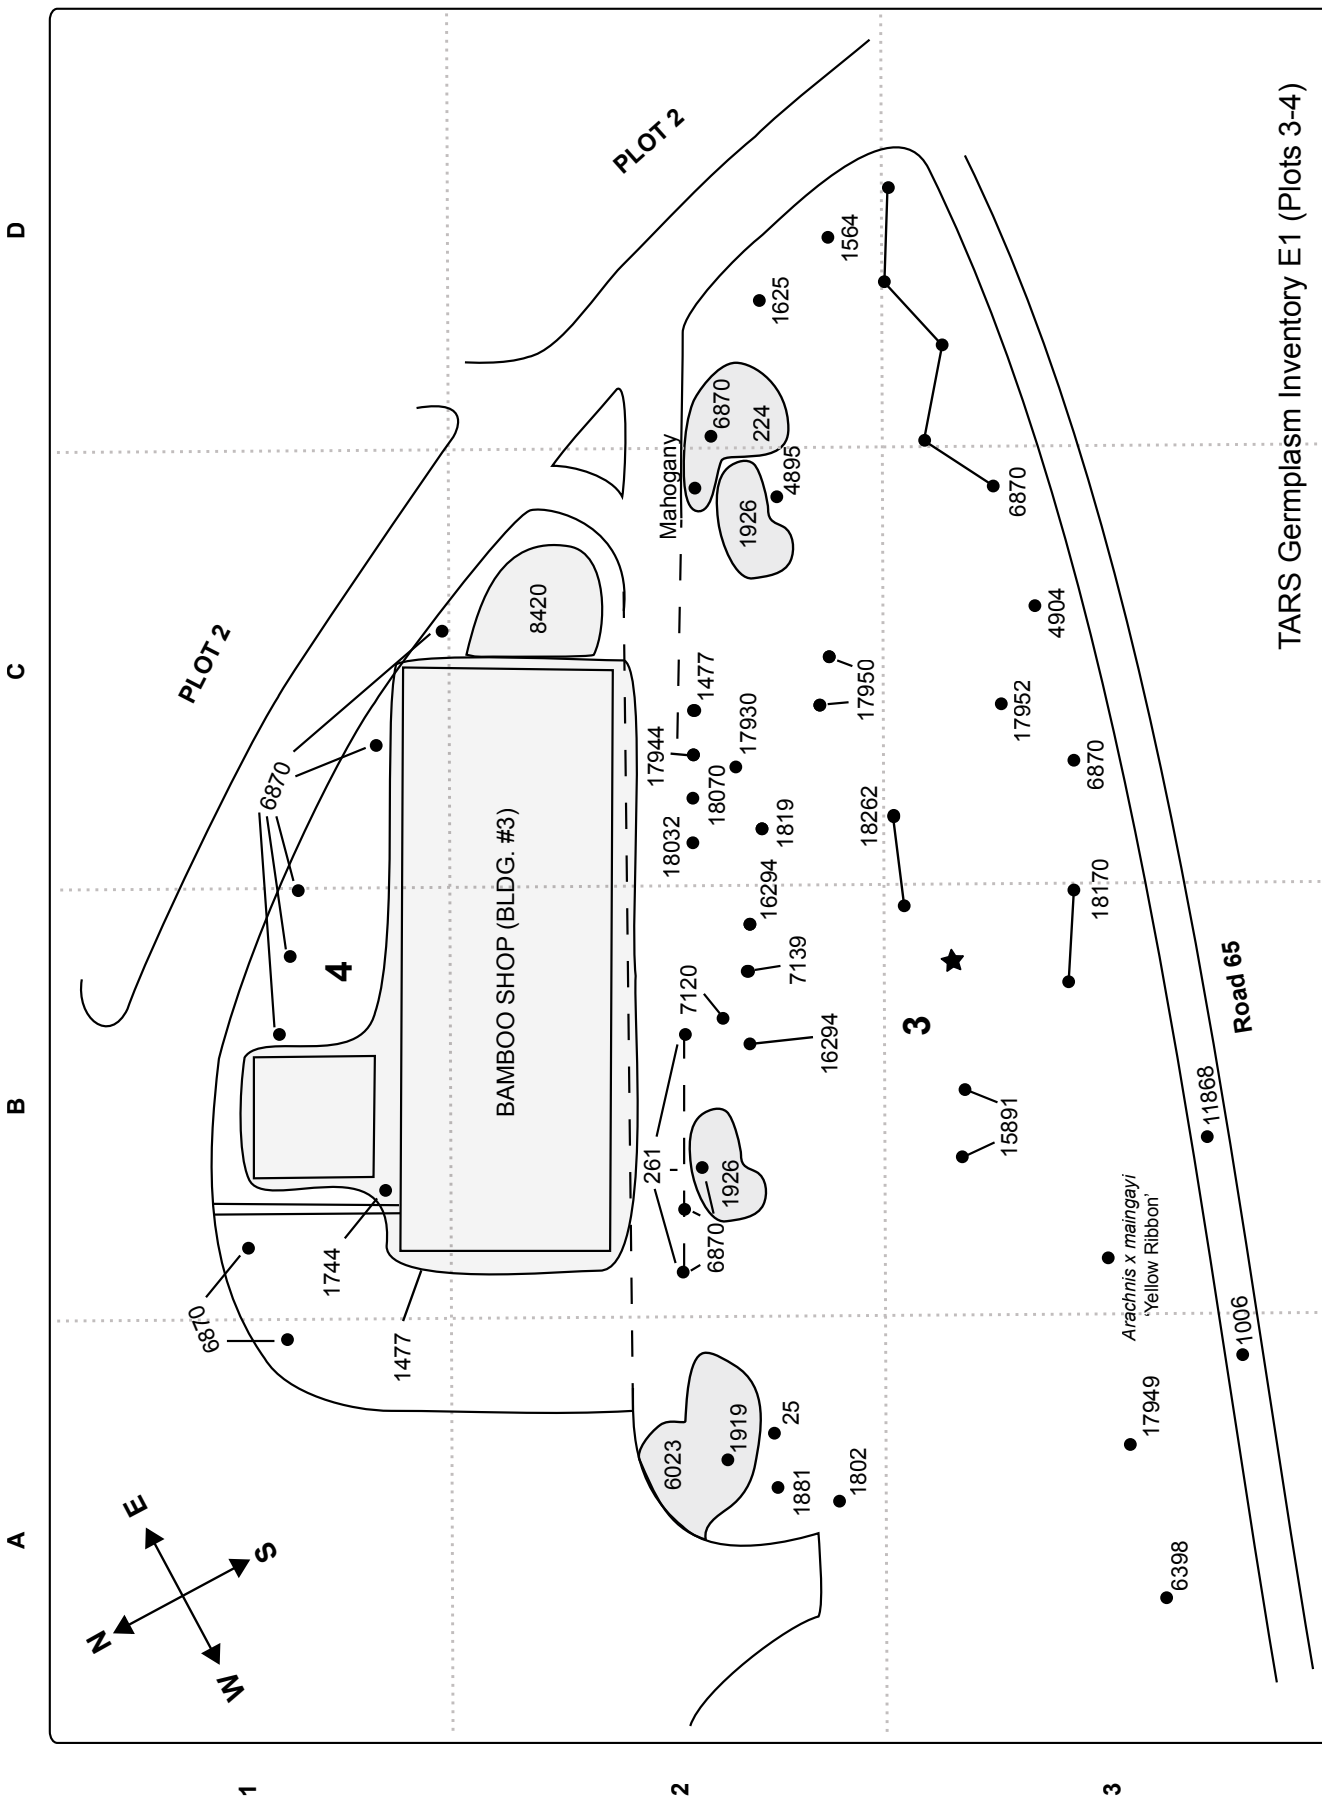 A
B
C
D
1
2
3
N
E
S
W
PLOT 2
PLOT 2
6870
6870
4
1744
1477
BAMBOO SHOP (BLDG. #3)
8420
Mahogany
6870
224
1926
4895
1625
1564
1477
17944
17930
18070
18032
1819
17950
16294
7139
7120
16294
261
1926
6870
6023
1919
25
1881
1802
18262
6870
4904
17952
6870
18170
3
15891
Arachnis x maingayi
'Yellow Ribbon'
11868
1006
17949
6398
Road 65
TARS Germplasm Inventory E1 (Plots 3-4)